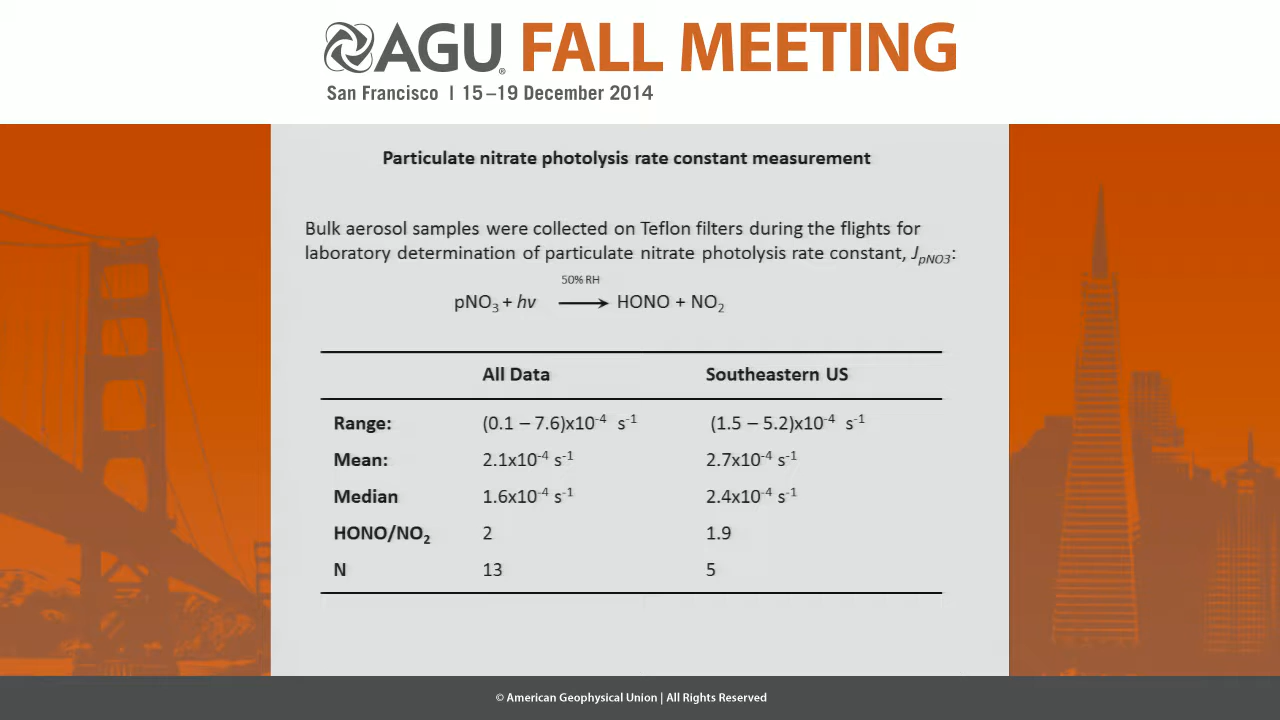 AGU FALL MEETING
San Francisco | 15–19 December 2014
Particulate nitrate photolysis rate constant measurement
Bulk aerosol samples were collected on Teflon filters during the flights for
laboratory determination of particulate nitrate photolysis rate constant, J_pNO3:
50% RH
pNO₃ + hν ⟶ HONO + NO₂
All Data Southeastern US
Range: (0.1 – 7.6)x10⁻⁴ s⁻¹ (1.5 – 5.2)x10⁻⁴ s⁻¹
Mean: 2.1x10⁻⁴ s⁻¹ 2.7x10⁻⁴ s⁻¹
Median 1.6x10⁻⁴ s⁻¹ 2.4x10⁻⁴ s⁻¹
HONO/NO₂ 2 1.9
N 13 5
© American Geophysical Union | All Rights Reserved